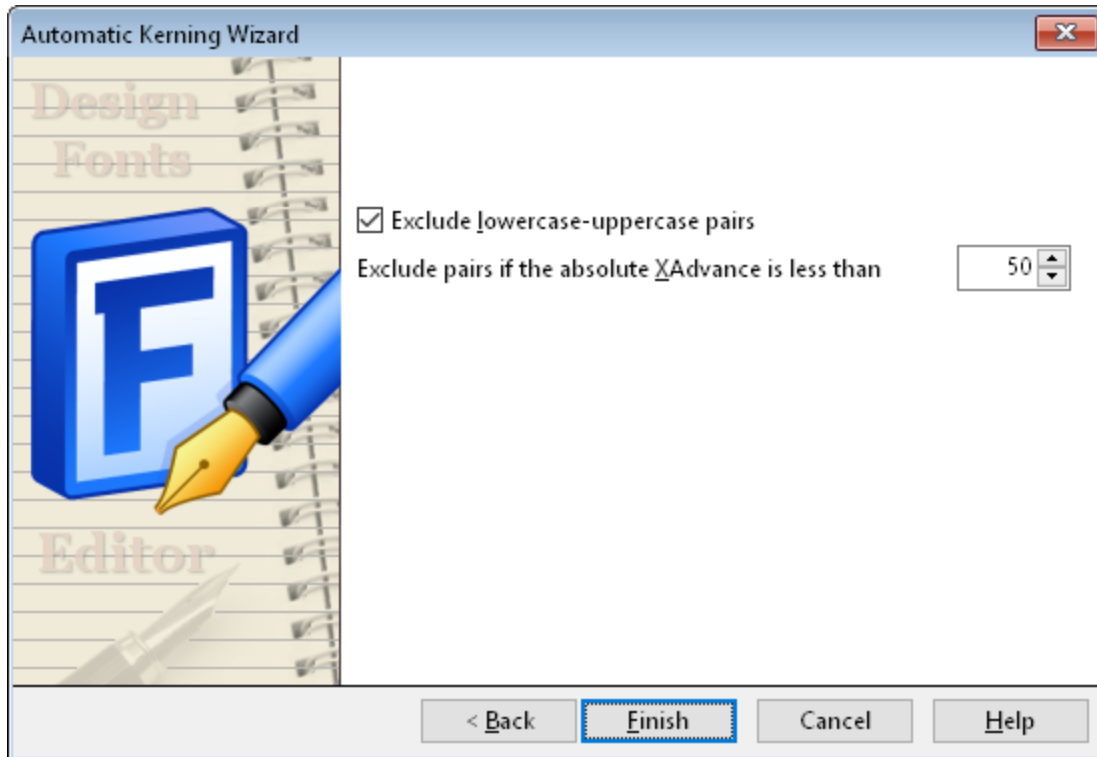 Automatic Kerning Wizard
Design
Fonts
F
Editor
Exclude lowercase-uppercase pairs
Exclude pairs if the absolute XAdvance is less than 50
< Back Finish Cancel Help